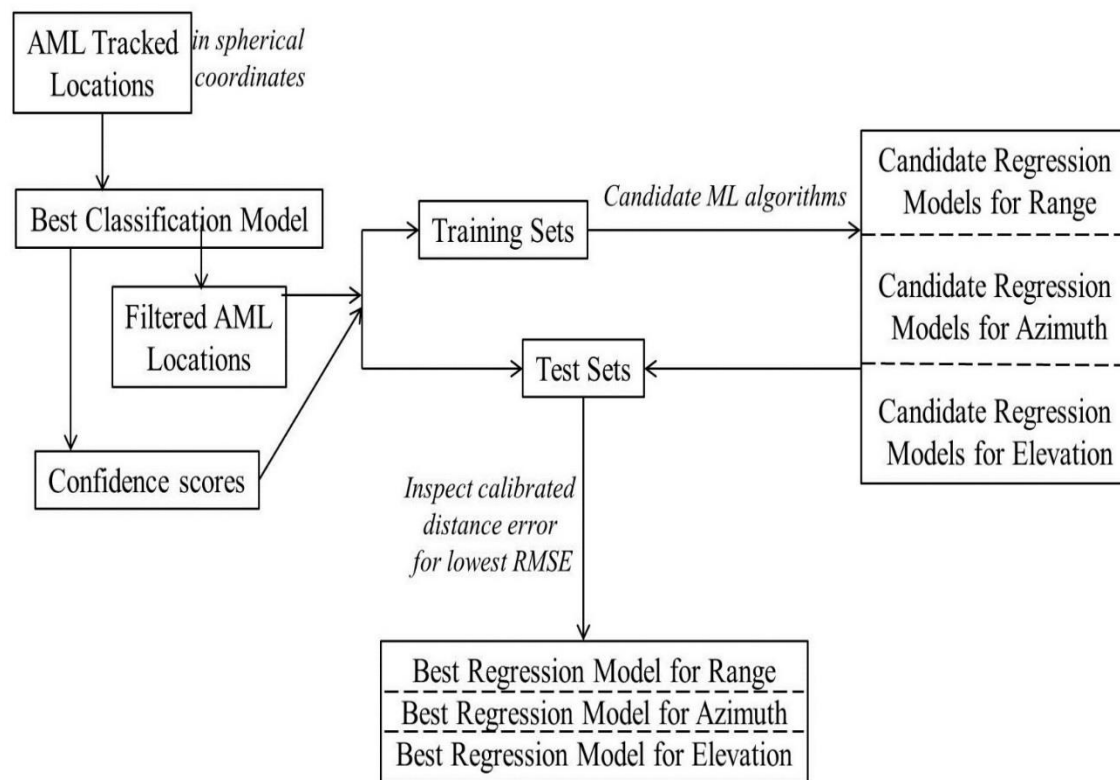 AML Tracked
Locations
in spherical
coordinates
Best Classification Model
Filtered AML
Locations
Confidence scores
Training Sets
Candidate ML algorithms
Test Sets
Candidate Regression
Models for Range
Candidate Regression
Models for Azimuth
Candidate Regression
Models for Elevation
Inspect calibrated
distance error
for lowest RMSE
Best Regression Model for Range
Best Regression Model for Azimuth
Best Regression Model for Elevation